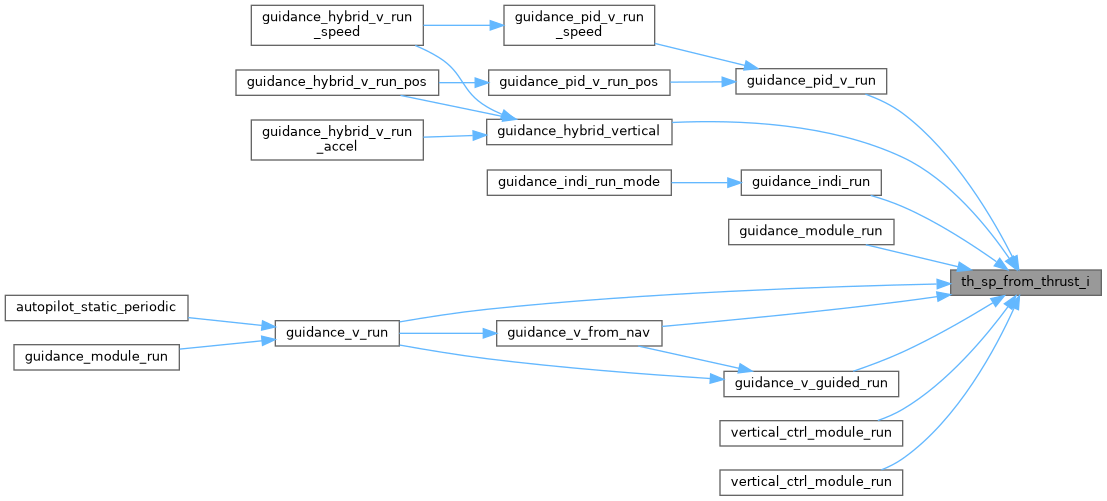 guidance_hybrid_v_run
_speed
guidance_pid_v_run
_speed
guidance_hybrid_v_run_pos
guidance_pid_v_run_pos
guidance_pid_v_run
guidance_hybrid_v_run
_accel
guidance_hybrid_vertical
guidance_indi_run_mode
guidance_indi_run
guidance_module_run
th_sp_from_thrust_i
autopilot_static_periodic
guidance_v_run
guidance_v_from_nav
guidance_module_run
guidance_v_guided_run
vertical_ctrl_module_run
vertical_ctrl_module_run